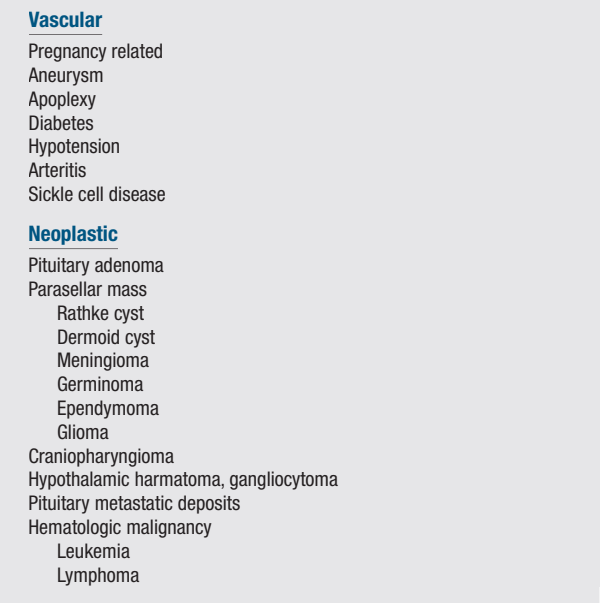 Vascular
Pregnancy related
Aneurysm
Apoplexy
Diabetes
Hypotension
Arteritis
Sickle cell disease
Neoplastic
Pituitary adenoma
Parasellar mass
Rathke cyst
Dermoid cyst
Meningioma
Germinoma
Ependymoma
Glioma
Craniopharyngioma
Hypothalamic harmatoma, gangliocytoma
Pituitary metastatic deposits
Hematologic malignancy
Leukemia
Lymphoma